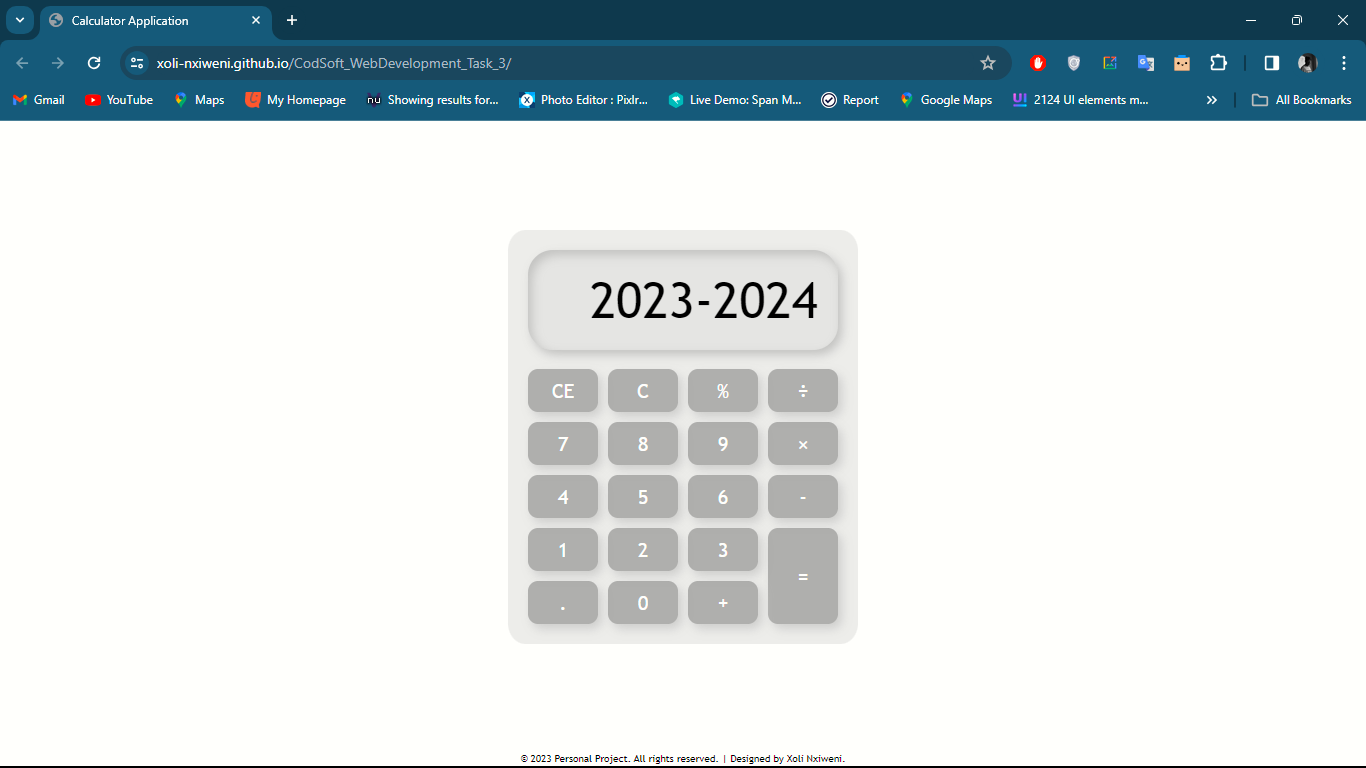 Calculator Application
xoli-nxiweni.github.io/CodSoft_WebDevelopment_Task_3/
Gmail YouTube Maps My Homepage Showing results for... Photo Editor : Pixlr... Live Demo: Span M... Report Google Maps 2124 UI elements m... » All Bookmarks
2023-2024
CE C % ÷
7 8 9 ×
4 5 6 -
1 2 3
=
. 0 +
© 2023 Personal Project. All rights reserved. | Designed by Xoli Nxiweni.